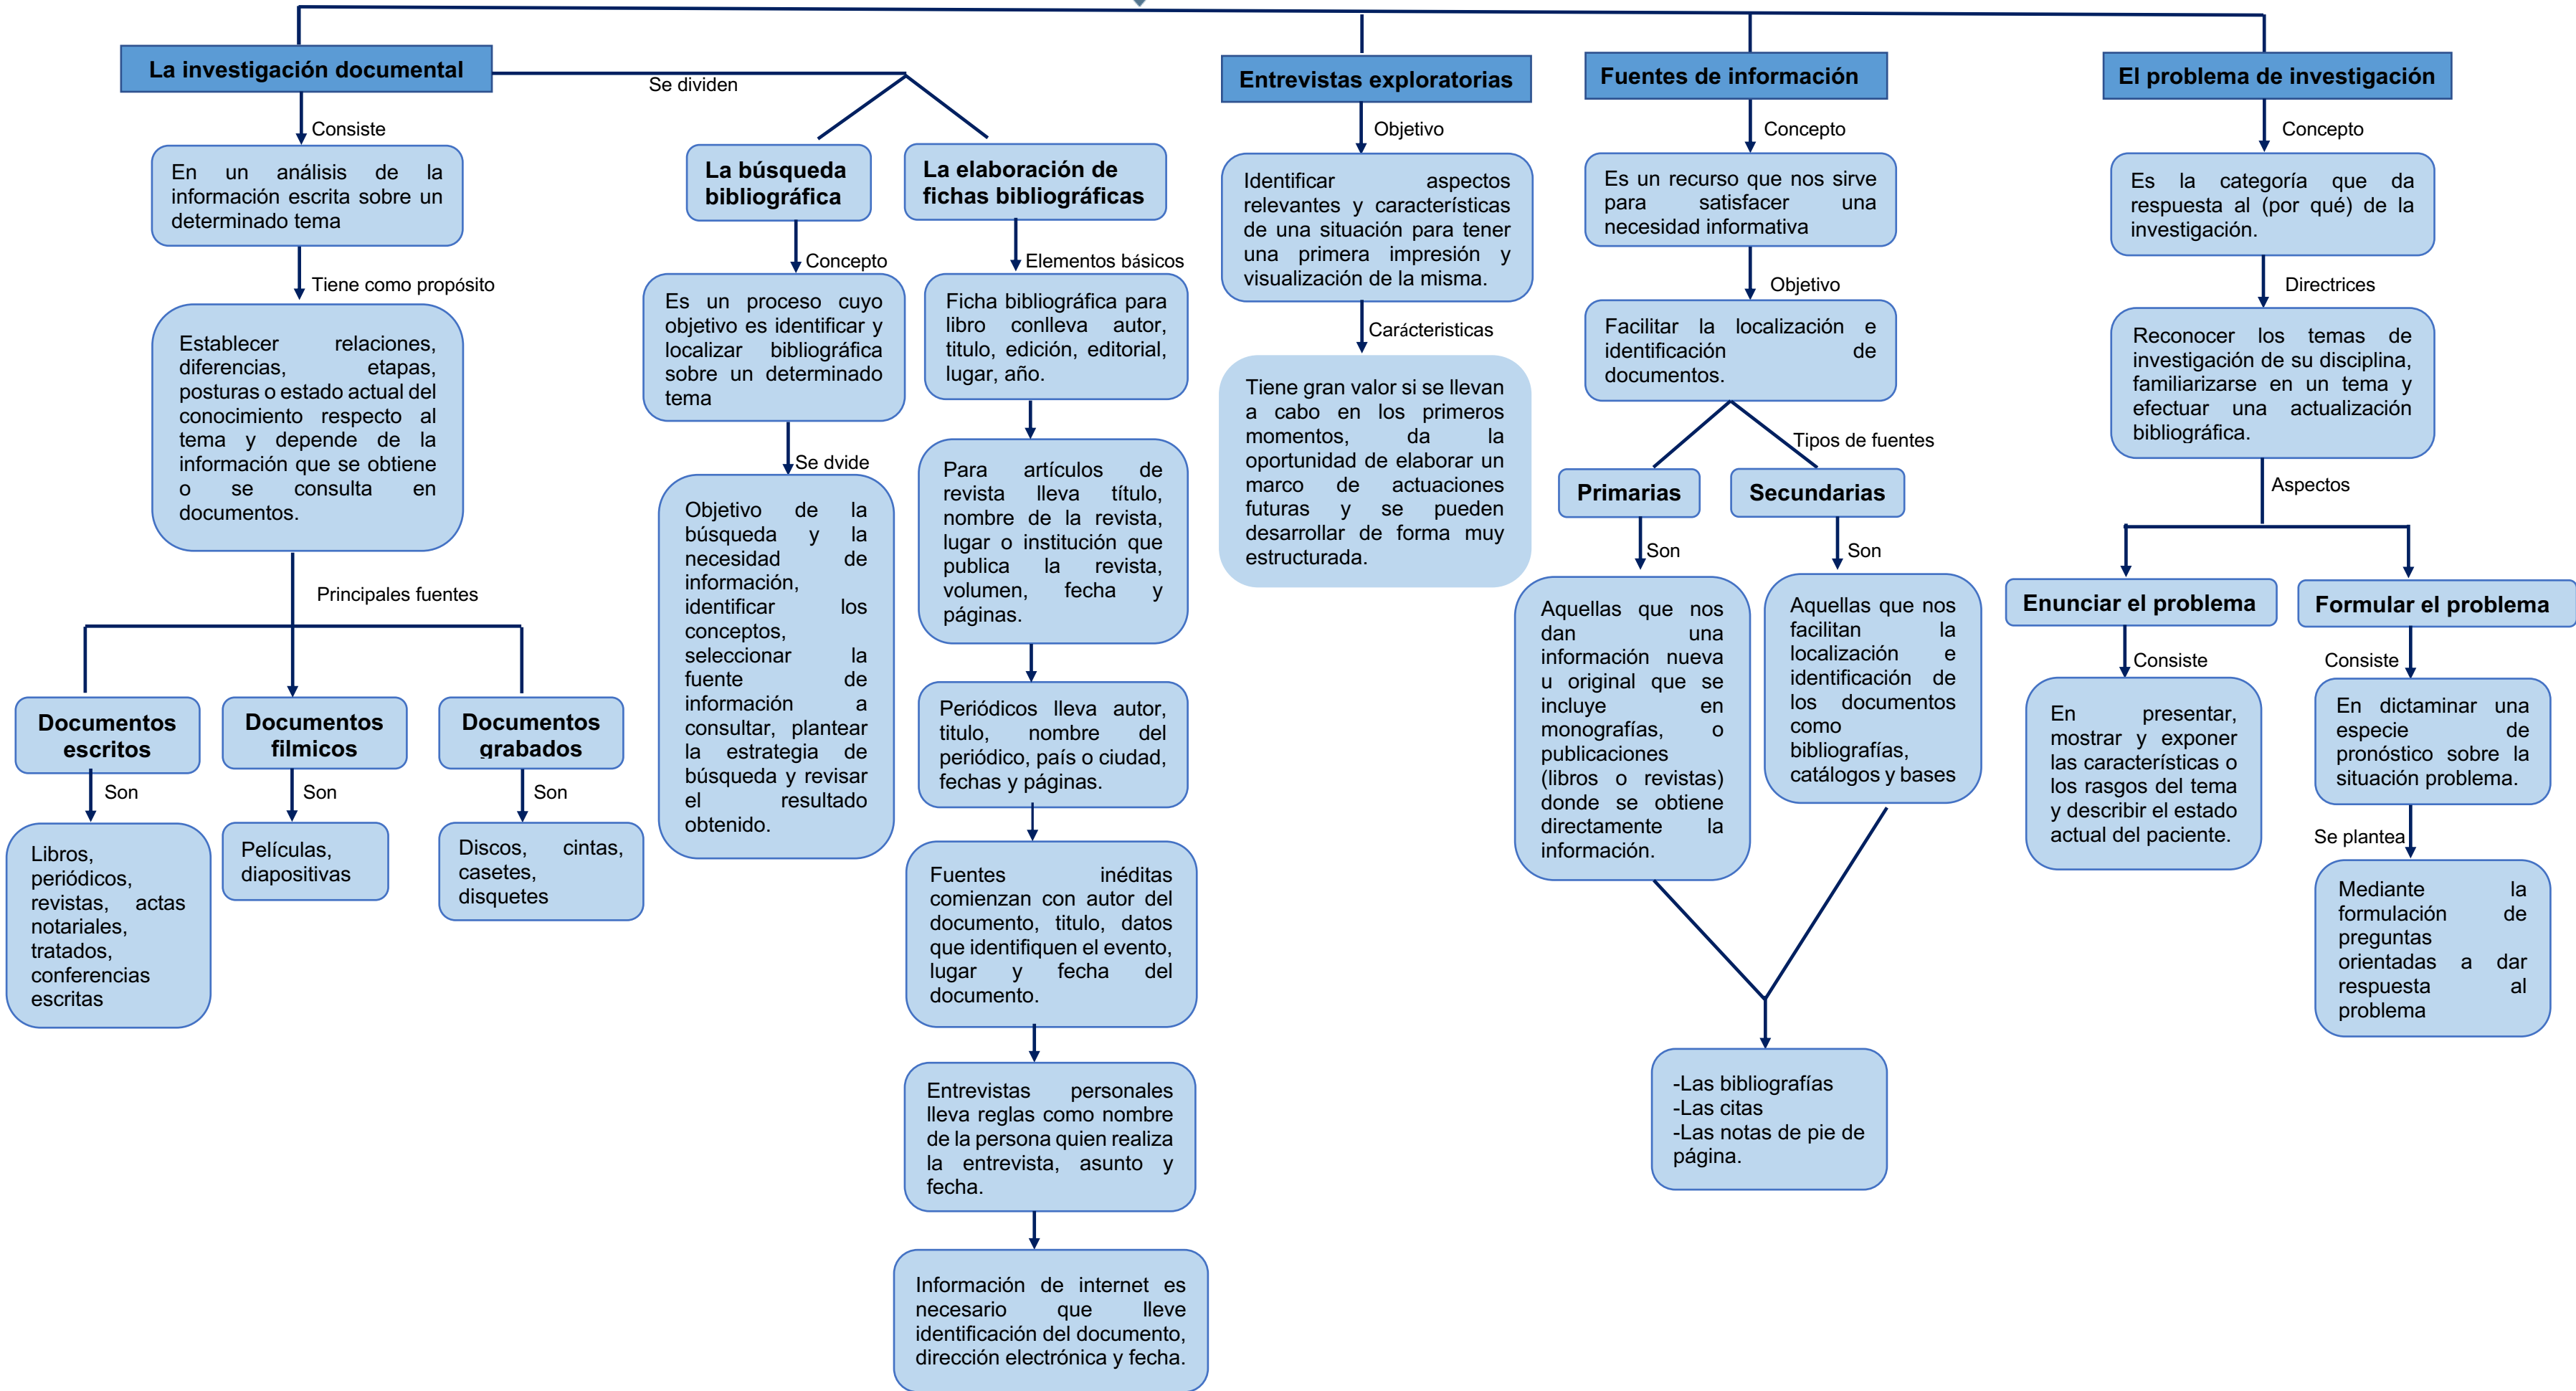 La investigación documental
Se dividen
Consiste
En un análisis de la
información escrita sobre un
determinado tema
Tiene como propósito
Establecer relaciones,
diferencias, etapas,
posturas o estado actual del
conocimiento respecto al
tema y depende de la
información que se obtiene
o se consulta en
documentos.
Principales fuentes
Documentos
escritos
Son
Libros,
periódicos,
revistas, actas
notariales,
tratados,
conferencias
escritas
Documentos
fílmicos
Son
Películas,
diapositivas
Documentos
grabados
Son
Discos, cintas,
casetes,
disquetes
La búsqueda
bibliográfica
Concepto
Es un proceso cuyo
objetivo es identificar y
localizar bibliográfica
sobre un determinado
tema
Se dvide
Objetivo de la
búsqueda y la
necesidad de
información,
identificar los
conceptos,
seleccionar la
fuente de
información a
consultar, plantear
la estrategia de
búsqueda y revisar
el resultado
obtenido.
La elaboración de
fichas bibliográficas
Elementos básicos
Ficha bibliográfica para
libro conlleva autor,
titulo, edición, editorial,
lugar, año.
Para artículos de
revista lleva título,
nombre de la revista,
lugar o institución que
publica la revista,
volumen, fecha y
páginas.
Periódicos lleva autor,
titulo, nombre del
periódico, país o ciudad,
fechas y páginas.
Fuentes inéditas
comienzan con autor del
documento, titulo, datos
que identifiquen el evento,
lugar y fecha del
documento.
Entrevistas personales
lleva reglas como nombre
de la persona quien realiza
la entrevista, asunto y
fecha.
Información de internet es
necesario que lleve
identificación del documento,
dirección electrónica y fecha.
Entrevistas exploratorias
Objetivo
Identificar aspectos
relevantes y características
de una situación para tener
una primera impresión y
visualización de la misma.
Carácteristicas
Tiene gran valor si se llevan
a cabo en los primeros
momentos, da la
oportunidad de elaborar un
marco de actuaciones
futuras y se pueden
desarrollar de forma muy
estructurada.
Fuentes de información
Concepto
Es un recurso que nos sirve
para satisfacer una
necesidad informativa
Objetivo
Facilitar la localización e
identificación de
documentos.
Tipos de fuentes
Primarias
Son
Aquellas que nos
dan una
información nueva
u original que se
incluye en
monografías, o
publicaciones
(libros o revistas)
donde se obtiene
directamente la
información.
Secundarias
Son
Aquellas que nos
facilitan la
localización e
identificación de
los documentos
como
bibliografías,
catálogos y bases
-Las bibliografías
-Las citas
-Las notas de pie de
página.
El problema de investigación
Concepto
Es la categoría que da
respuesta al (por qué) de la
investigación.
Directrices
Reconocer los temas de
investigación de su disciplina,
familiarizarse en un tema y
efectuar una actualización
bibliográfica.
Aspectos
Enunciar el problema
Consiste
En presentar,
mostrar y exponer
las características o
los rasgos del tema
y describir el estado
actual del paciente.
Formular el problema
Consiste
En dictaminar una
especie de
pronóstico sobre la
situación problema.
Se plantea
Mediante la
formulación de
preguntas
orientadas a dar
respuesta al
problema